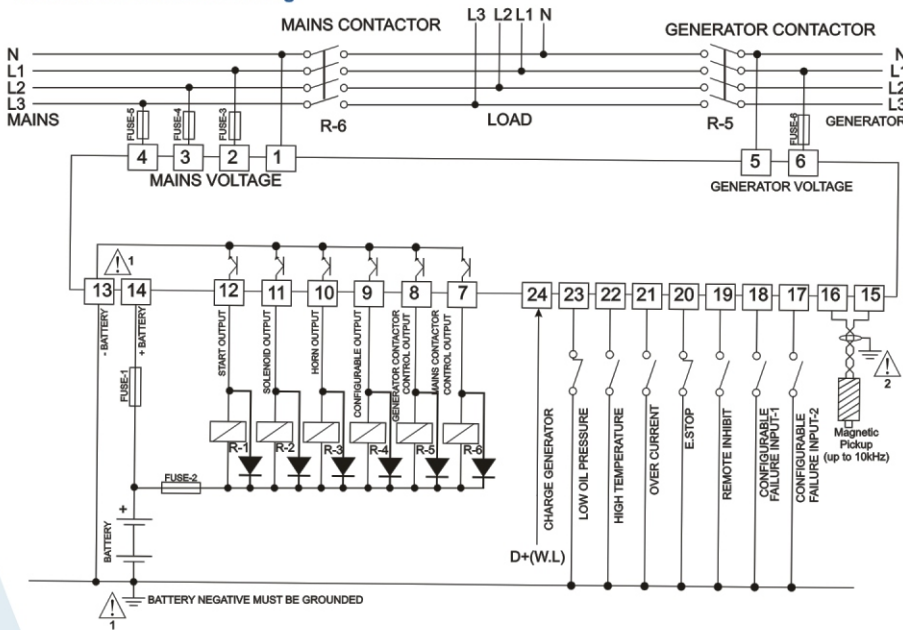 MAINS CONTACTOR
L3 L2 L1 N
GENERATOR CONTACTOR
N
L1
L2
L3
MAINS
N
L1
L2
L3
GENERATOR
FUSE-5
FUSE-4
FUSE-3
R-6
LOAD
R-5
FUSE-6
4 3 2 1
MAINS VOLTAGE
5 6
GENERATOR VOLTAGE
1
13 14 12 11 10 9 8 7
24 23 22 21 20 19 18 17 16 15
- BATTERY
+ BATTERY
START OUTPUT
SOLENOID OUTPUT
HORN OUTPUT
CONFIGURABLE OUTPUT
GENERATOR CONTACTOR
CONTROL OUTPUT
MAINS CONTACTOR
CONTROL OUTPUT
FUSE-1
R-1 R-2 R-3 R-4 R-5 R-6
FUSE-2
CHARGE GENERATOR
LOW OIL PRESSURE
HIGH TEMPERATURE
OVER CURRENT
E.STOP
REMOTE INHIBIT
CONFIGURABLE
FAILURE INPUT-1
CONFIGURABLE
FAILURE INPUT-2
2
Magnetic
Pickup
(up to 10kHz)
+
BATTERY
D+(W.L)
1
BATTERY NEGATIVE MUST BE GROUNDED